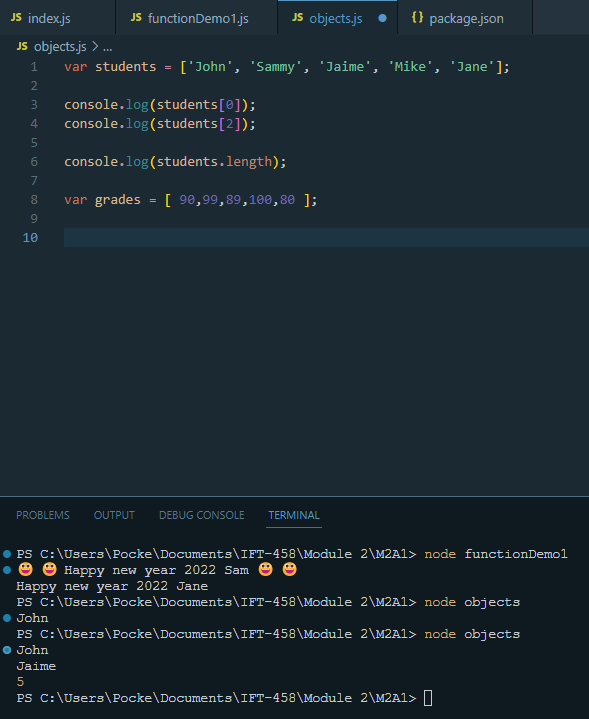 JS index.js JS functionDemo1.js JS objects.js ● {} package.json
JS objects.js > ...
1 var students = ['John', 'Sammy', 'Jaime', 'Mike', 'Jane'];
2
3 console.log(students[0]);
4 console.log(students[2]);
5
6 console.log(students.length);
7
8 var grades = [ 90,99,89,100,80 ];
9
10
PROBLEMS OUTPUT DEBUG CONSOLE TERMINAL
PS C:\Users\Pocke\Documents\IFT-458\Module 2\M2A1> node functionDemo1
😃 😃 Happy new year 2022 Sam 😃 😃
Happy new year 2022 Jane
PS C:\Users\Pocke\Documents\IFT-458\Module 2\M2A1> node objects
John
PS C:\Users\Pocke\Documents\IFT-458\Module 2\M2A1> node objects
John
Jaime
5
PS C:\Users\Pocke\Documents\IFT-458\Module 2\M2A1>